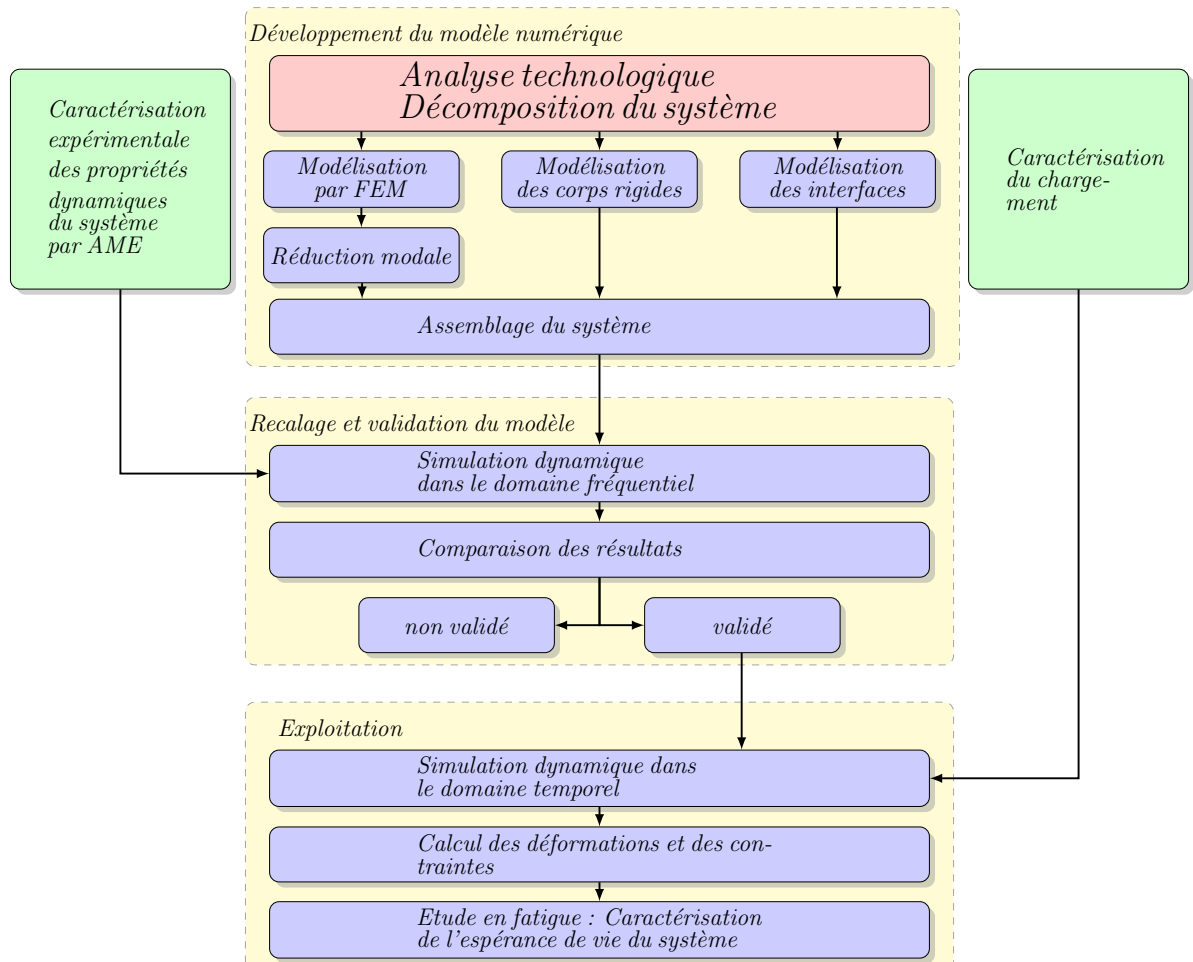 Développement du modèle numérique
Analyse technologique
Décomposition du système
Caractérisation
expérimentale
des propriétés
dynamiques
du système
par AME
Caractérisation
du charge-
ment
Modélisation
par FEM
Modélisation
des corps rigides
Modélisation
des interfaces
Réduction modale
Assemblage du système
Recalage et validation du modèle
Simulation dynamique
dans le domaine fréquentiel
Comparaison des résultats
non validé
validé
Exploitation
Simulation dynamique dans
le domaine temporel
Calcul des déformations et des con-
traintes
Etude en fatigue : Caractérisation
de l'espérance de vie du système